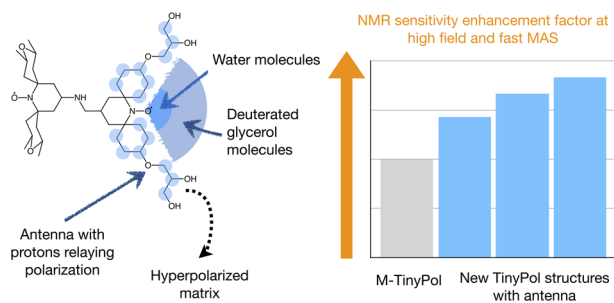 OH
OH
O
Water molecules
O
N
O
NH
N
O
O
Deuterated
glycerol
molecules
O
OH
OH
Antenna with
protons relaying
polarization
Hyperpolarized
matrix
NMR sensitivity enhancement factor at
high field and fast MAS
M-TinyPol
New TinyPol structures
with antenna